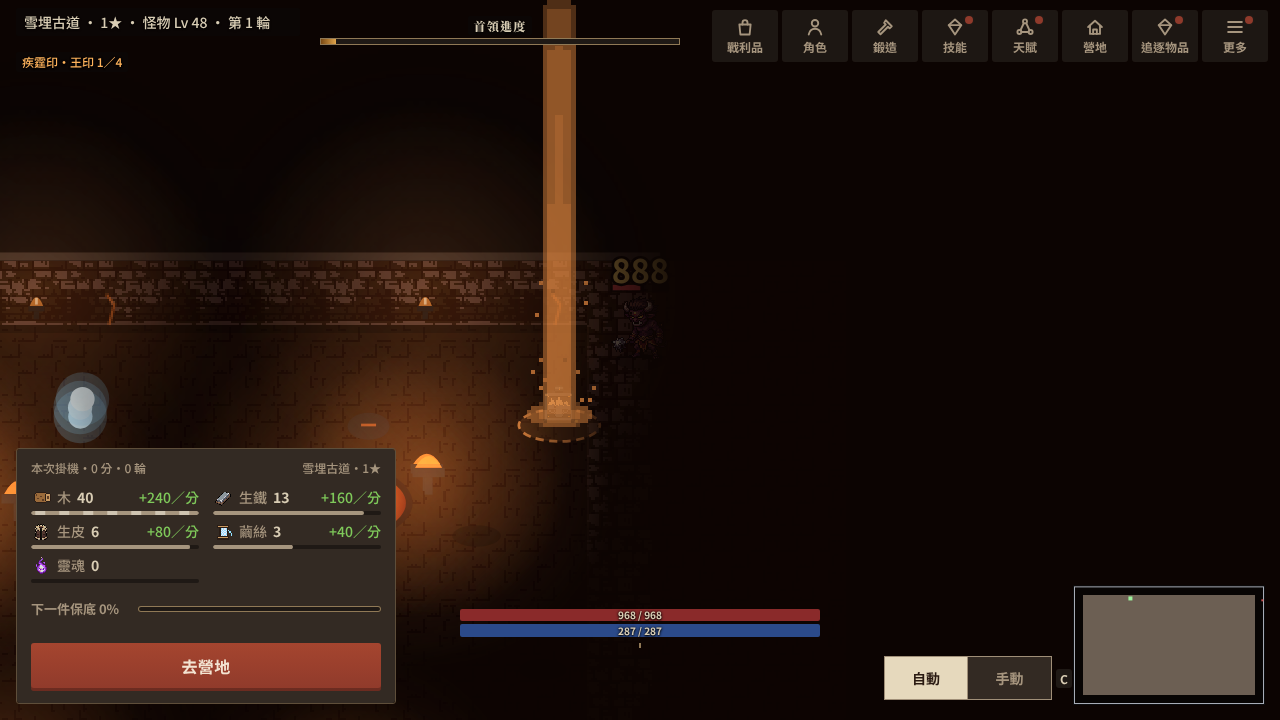 雪埋古道 · 1★ · 怪物 Lv 48 · 第 1 輪
首領進度
戰利品
角色
鍛造
技能
天賦
營地
追逐物品
更多
疾霆印·王印 1／4
888
本次掛機·0 分·0 輪
雪埋古道·1★
木 40 +240／分
生鐵 13 +160／分
生皮 6 +80／分
繭絲 3 +40／分
靈魂 0
下一件保底 0%
去營地
968 / 968
287 / 287
自動
手動
C